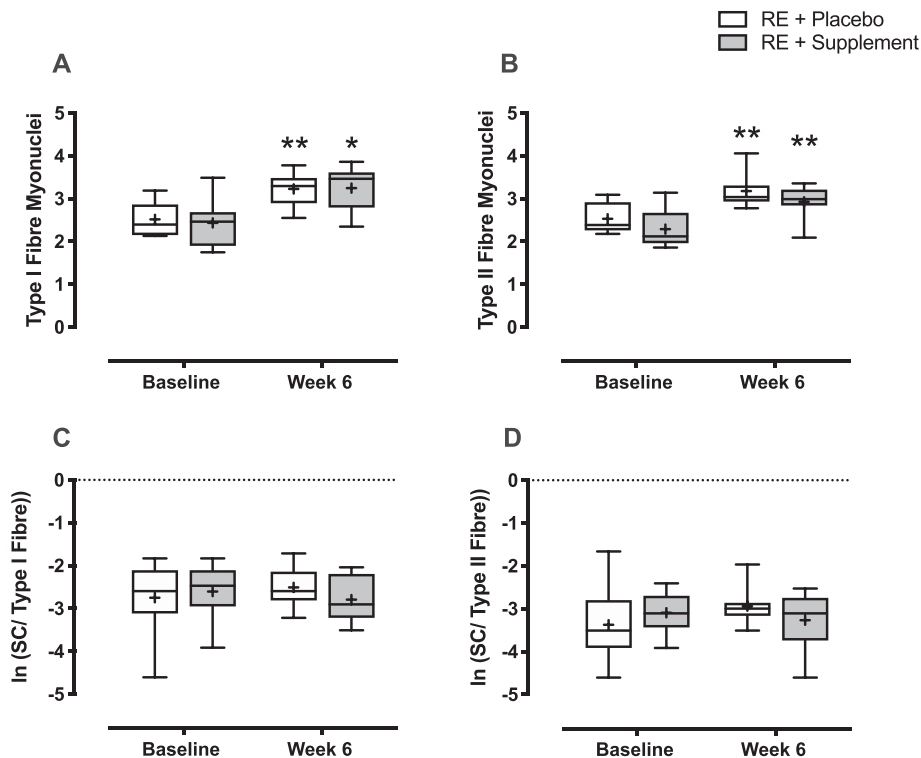 RE + Placebo
RE + Supplement
A
Type I Fibre Myonuclei
5
4
3
2
1
0
** *
Baseline Week 6
B
Type II Fibre Myonuclei
5
4
3
2
1
0
** **
Baseline Week 6
C
ln (SC/ Type I Fibre))
0
-1
-2
-3
-4
-5
Baseline Week 6
D
ln (SC/ Type II Fibre))
0
-1
-2
-3
-4
-5
Baseline Week 6